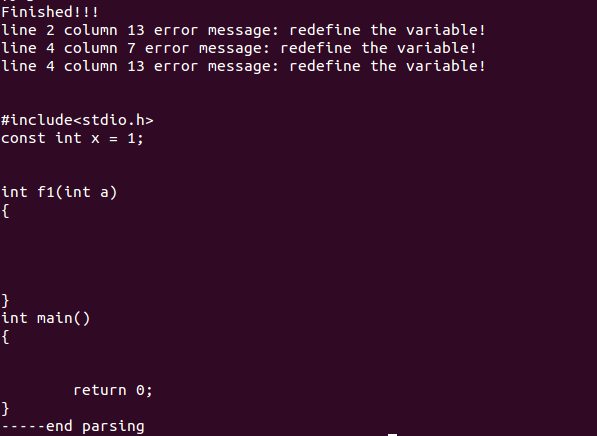 Finished!!!
line 2 column 13 error message: redefine the variable!
line 4 column 7 error message: redefine the variable!
line 4 column 13 error message: redefine the variable!
#include<stdio.h>
const int x = 1;
int f1(int a)
{
}
int main()
{
return 0;
}
-----end parsing